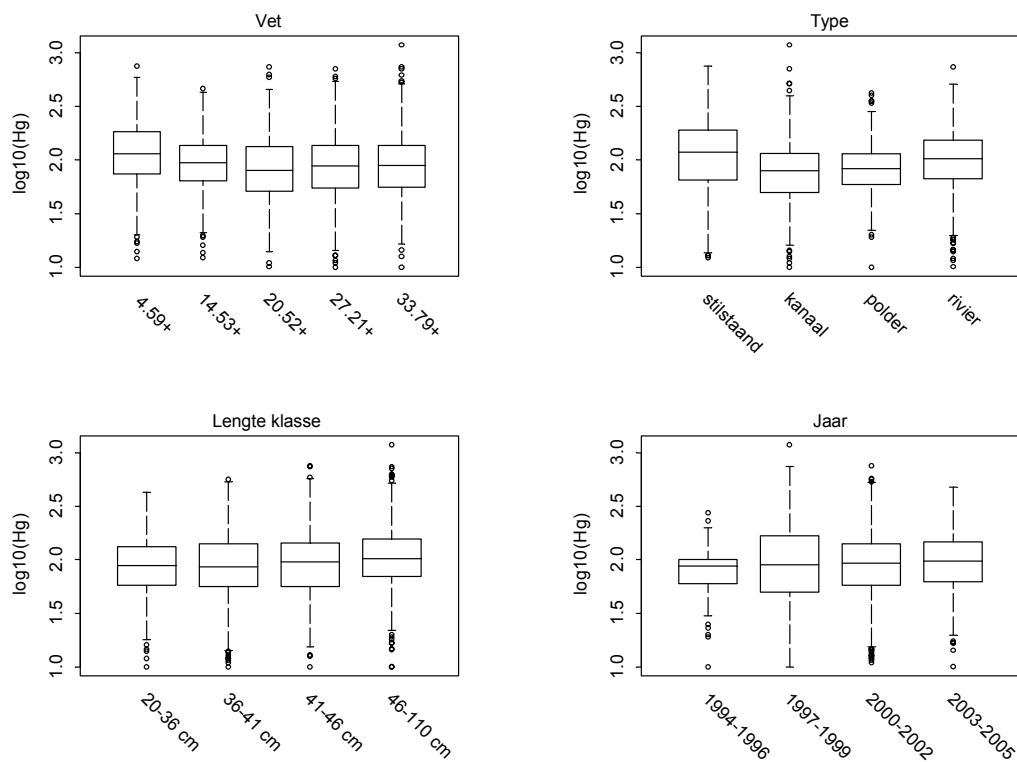 Vet
log10(Hg)
3.0
2.5
2.0
1.5
1.0
4.59+
14.53+
20.52+
27.21+
33.79+
Type
log10(Hg)
3.0
2.5
2.0
1.5
1.0
stilstaand
kanaal
polder
rivier
Lengte klasse
log10(Hg)
3.0
2.5
2.0
1.5
1.0
20-36 cm
36-41 cm
41-46 cm
46-110 cm
Jaar
log10(Hg)
3.0
2.5
2.0
1.5
1.0
1994-1996
1997-1999
2000-2002
2003-2005